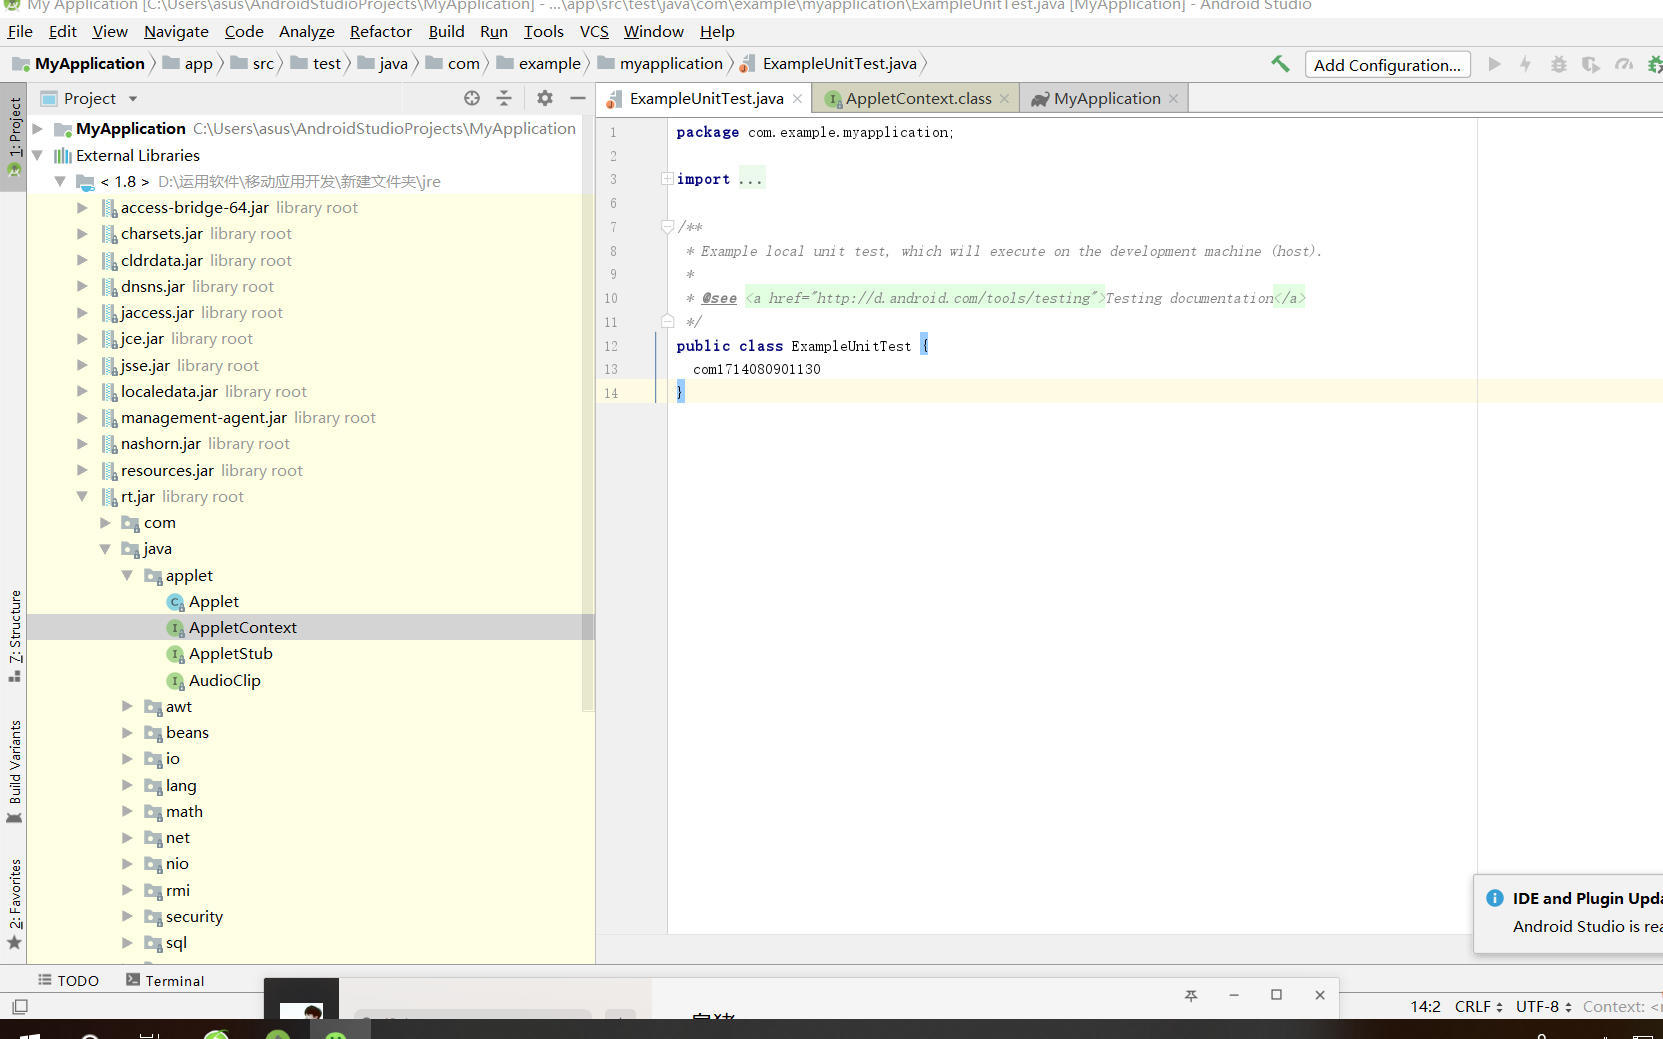 My Application [C:\Users\asus\AndroidStudioProjects\MyApplication] - ...\app\src\test\java\com\example\myapplication\ExampleUnitTest.java [MyApplication] - Android Studio
File Edit View Navigate Code Analyze Refactor Build Run Tools VCS Window Help
MyApplication app src test java com example myapplication ExampleUnitTest.java Add Configuration...
1: Project
Z: Structure
Build Variants
2: Favorites
Project
MyApplication C:\Users\asus\AndroidStudioProjects\MyApplication
External Libraries
< 1.8 > D:\运用软件\移动应用开发\新建文件夹\jre
access-bridge-64.jar library root
charsets.jar library root
cldrdata.jar library root
dnsns.jar library root
jaccess.jar library root
jce.jar library root
jsse.jar library root
localedata.jar library root
management-agent.jar library root
nashorn.jar library root
resources.jar library root
rt.jar library root
com
java
applet
Applet
AppletContext
AppletStub
AudioClip
awt
beans
io
lang
math
net
nio
rmi
security
sql
ExampleUnitTest.java AppletContext.class MyApplication
1 package com.example.myapplication;
2
3 import ...
6
7 /**
8 * Example local unit test, which will execute on the development machine (host).
9 *
10 * @see <a href="http://d.android.com/tools/testing">Testing documentation</a>
11 */
12 public class ExampleUnitTest {
13 com1714080901130
14 }
IDE and Plugin Upda
Android Studio is rea
TODO Terminal
14:2 CRLF UTF-8 Context: <